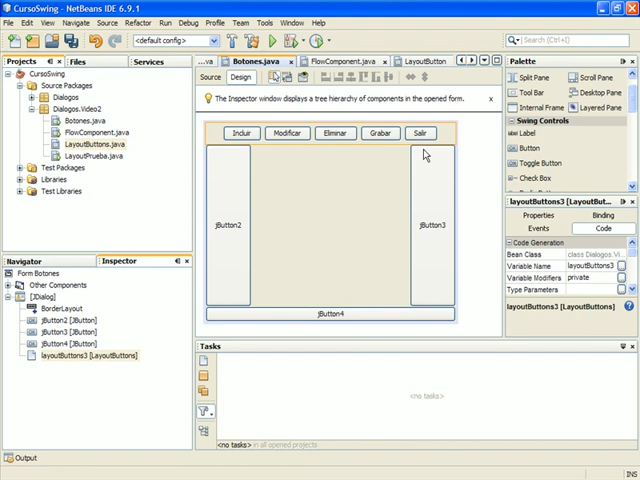 CursoSwing - NetBeans IDE 6.9.1
File Edit View Navigate Source Refactor Run Debug Profile Team Tools Window Help
<default config>
Search (Ctrl+I)
Projects Files Services
CursoSwing
Source Packages
Dialogos
Dialogos.Video2
Botones.java
FlowComponent.java
LayoutButtons.java
LayoutPrueba.java
Test Packages
Libraries
Test Libraries
Navigator Inspector
Form Botones
Other Components
[JDialog]
BorderLayout
jButton2 [JButton]
jButton3 [JButton]
jButton4 [JButton]
layoutButtons3 [LayoutButtons]
...va Botones.java FlowComponent.java LayoutButton
Source Design
The Inspector window displays a tree hierarchy of components in the opened form. x
Incluir Modificar Eliminar Grabar Salir
jButton2 jButton3
jButton4
Tasks
<no tasks>
<no tasks> in all opened projects
Palette
Split Pane Scroll Pane
Tool Bar Desktop Pane
Internal Frame Layered Pane
Swing Controls
Label
Button
Toggle Button
Check Box
layoutButtons3 [LayoutBut...
Properties Binding
Events Code
Code Generation
Bean Class class Dialogos.Video2
Variable Name layoutButtons3
Variable Modifiers private
Type Parameters
layoutButtons3 [LayoutButtons]
Output
INS